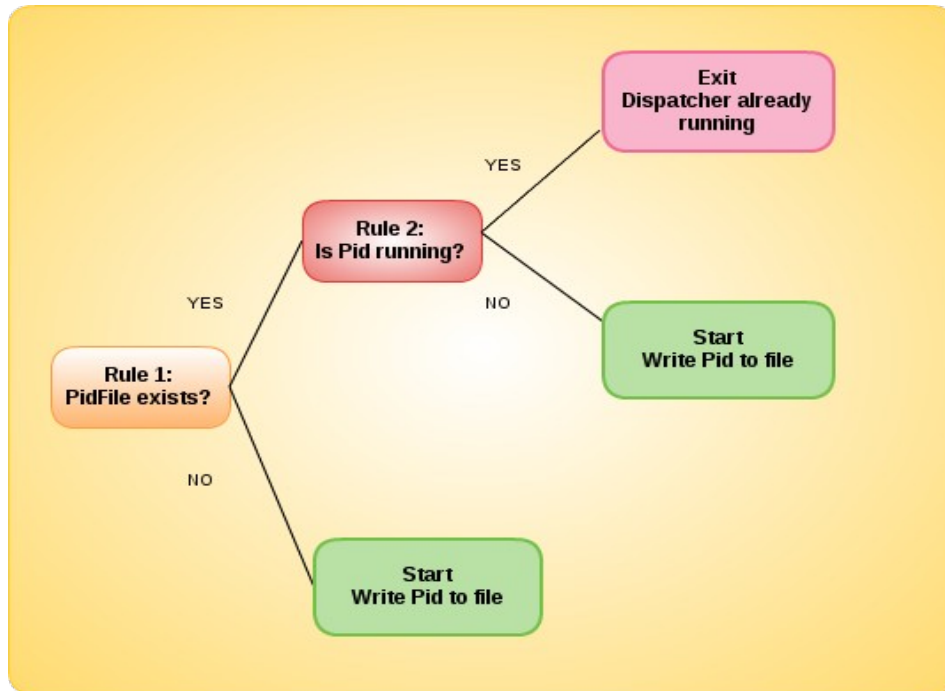 Exit
Dispatcher already
running
YES
Rule 2:
Is Pid running?
NO
YES
Start
Write Pid to file
Rule 1:
PidFile exists?
NO
Start
Write Pid to file